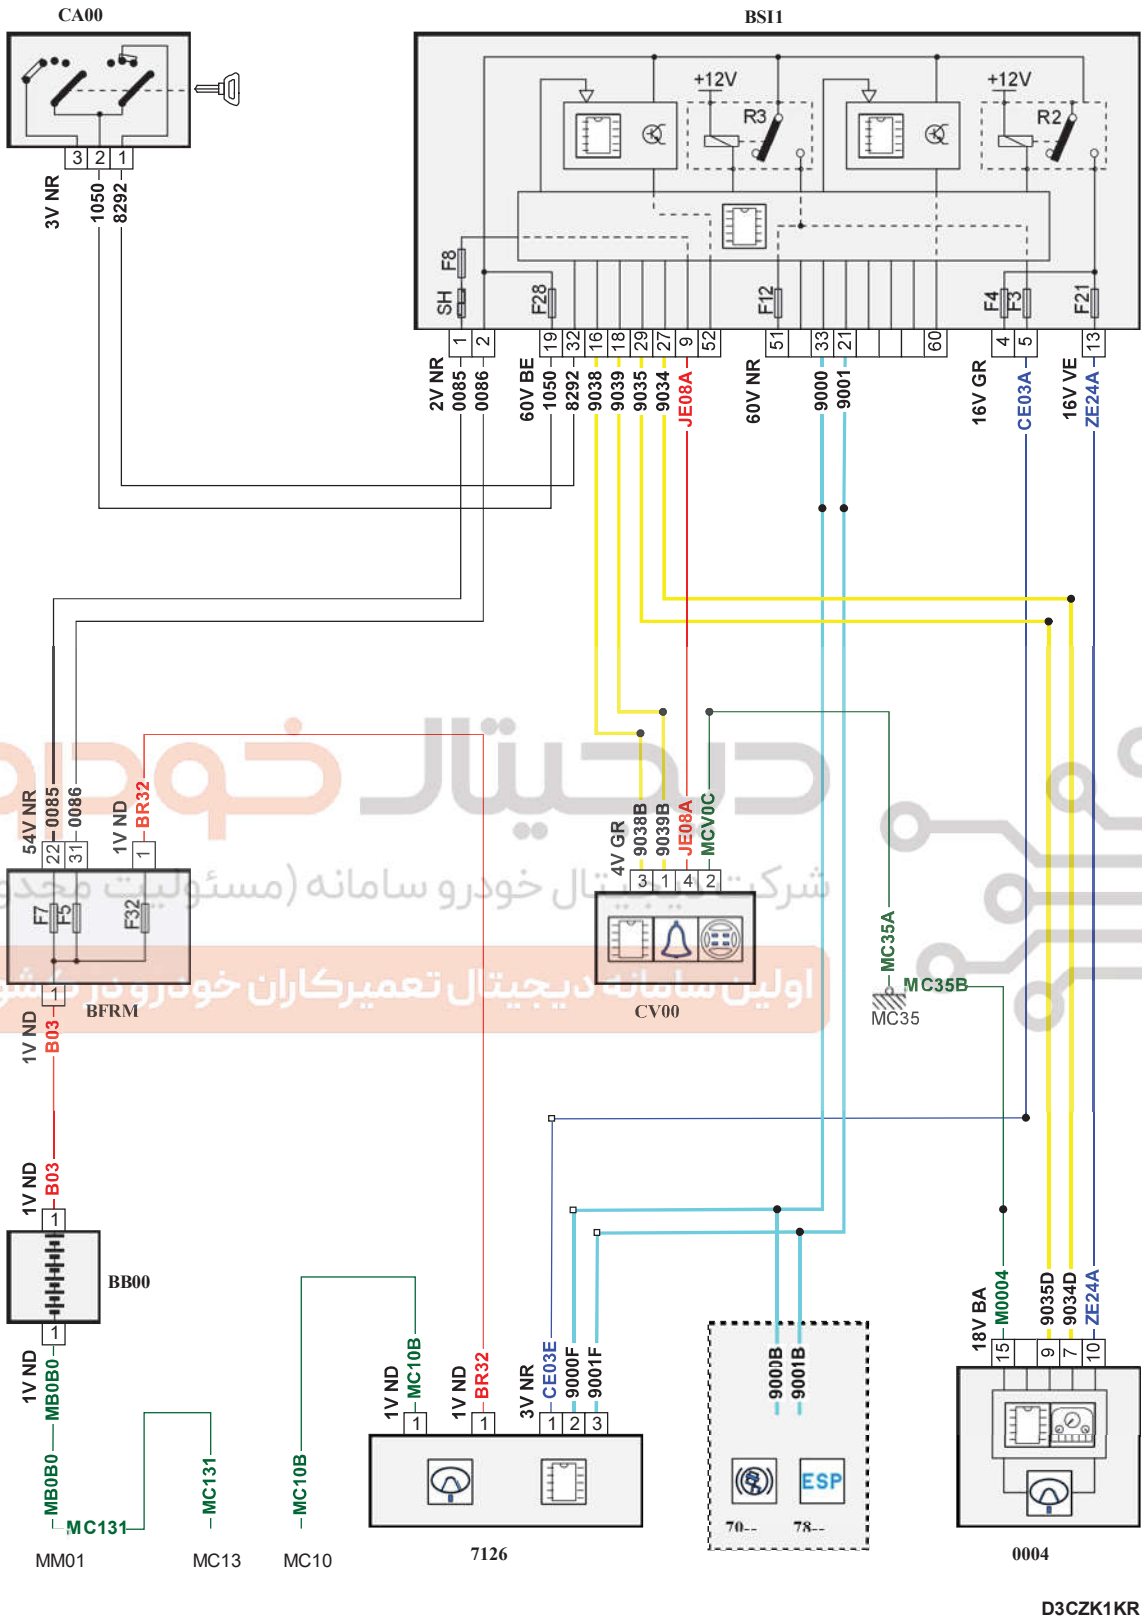 CA00
BSI1
+12V
+12V
R3
R2
3 2 1
3V NR
1050
8292
F8
SH
F28
F12
F4
F3
F21
1 2 19 32 16 18 29 27 9 52 51 33 21 60 4 5 13
2V NR
0085
0086
60V BE
1050
8292
9038
9039
9035
9034
JE08A
60V NR
9000
9001
16V GR
CE03A
16V VE
ZE24A
دیجیتال خودرو
54V NR
0085
0086
1V ND
BR32
22 31 1
4V GR
9038B
9039B
JE08A
MCV0C
3 1 4 2
شرکت دیجیتال خودرو سامانه (مسئولیت
F7
F5
F32
MC35A
MC35B
MC35
اولین سامانه دیجیتال تعمیرکاران خودرو در
1
BFRM
CV00
1V ND
B03
1V ND
B03
1
BB00
1
1V ND
MB0B0
MB0B0
MC131
MC131
MC10B
1V ND
MC10B
1V ND
BR32
3V NR
CE03E
9000F
9001F
1 1 1 2 3
9000B
9001B
18V BA
M0004
9035D
9034D
ZE24A
15 9 7 10
ESP
70--
78--
MM01
MC13
MC10
7126
0004
D3CZK1KR